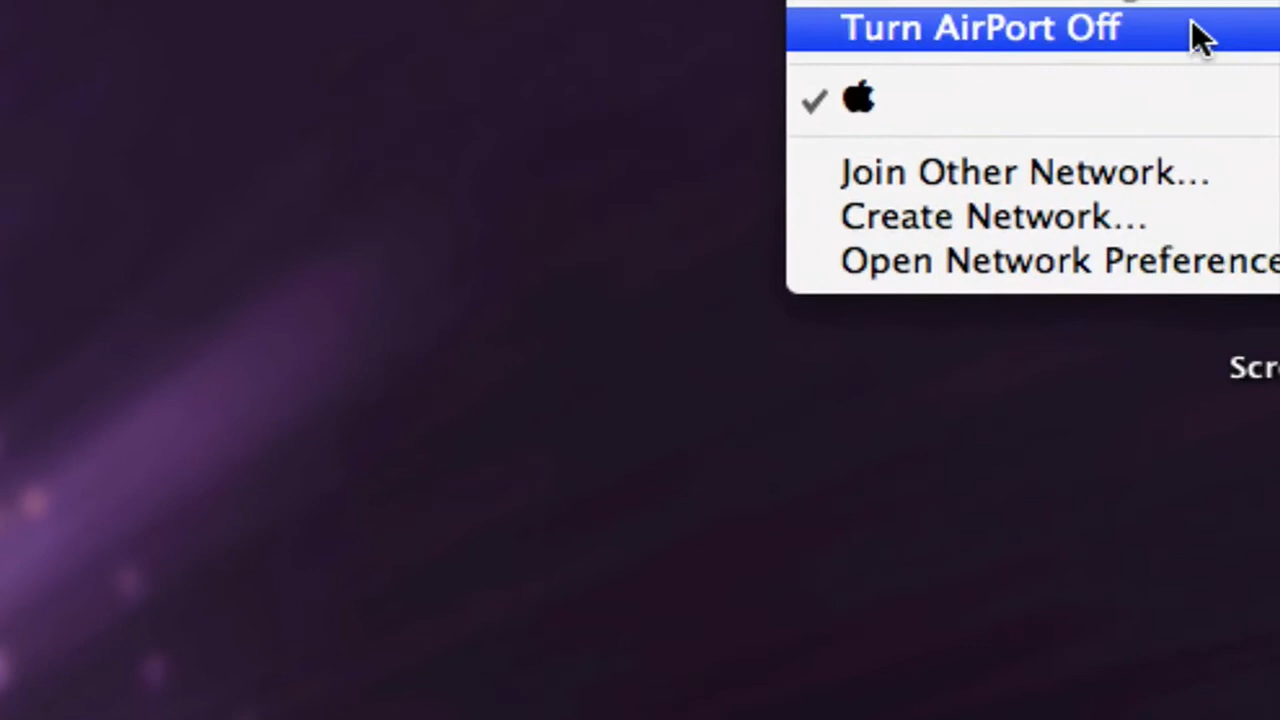 Turn AirPort Off

Join Other Network...
Create Network...
Open Network Preference
Scr